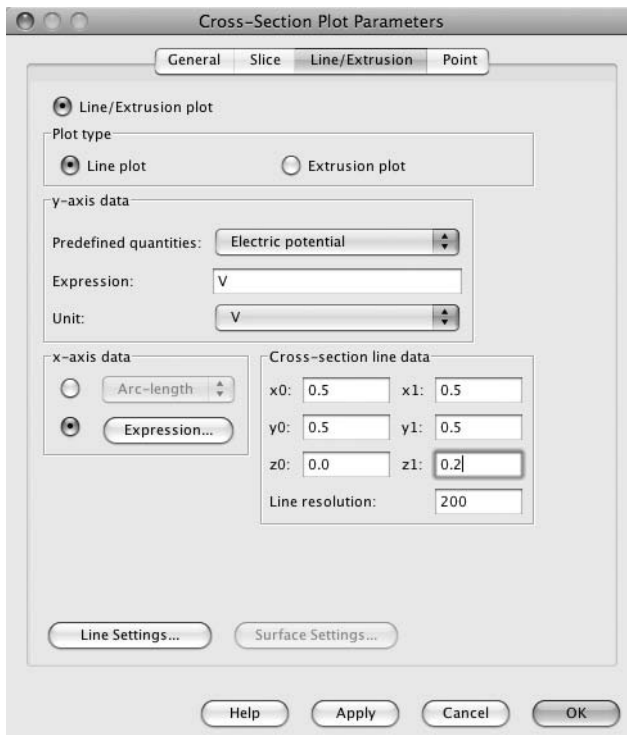 Cross-Section Plot Parameters
General Slice Line/Extrusion Point
Line/Extrusion plot
Plot type
Line plot Extrusion plot
y-axis data
Predefined quantities: Electric potential
Expression: V
Unit: V
x-axis data
Arc-length
Expression...
Cross-section line data
x0: 0.5 x1: 0.5
y0: 0.5 y1: 0.5
z0: 0.0 z1: 0.2
Line resolution: 200
Line Settings... Surface Settings...
Help Apply Cancel OK